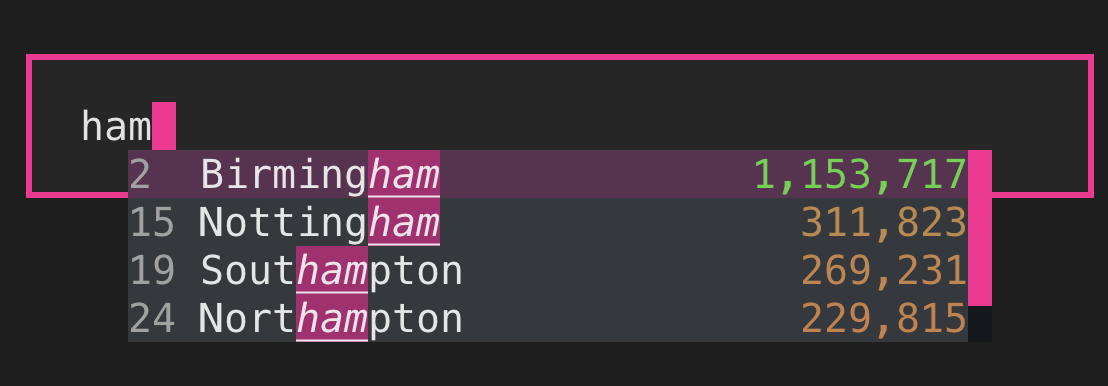 ham
2 Birmingham 1,153,717
15 Nottingham 311,823
19 Southampton 269,231
24 Northampton 229,815